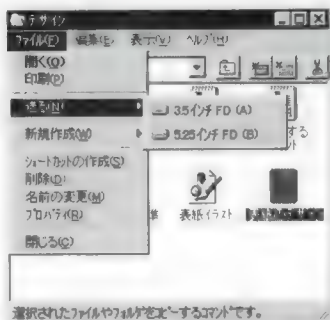 デザイン
ファイル(F) 編集(E) 表示(V) ヘルプ(H)
開く(O)
印刷(P)
送る(N)
3.5インチ FD (A)
新規作成(W)
5.25インチ FD (B)
する
ショートカットの作成(S)
削除(D)
名前の変更(M)
プロパティ(R)
表紙イラスト
閉じる(C)
選択されたファイルやフォルダをコピーするコマンドです。